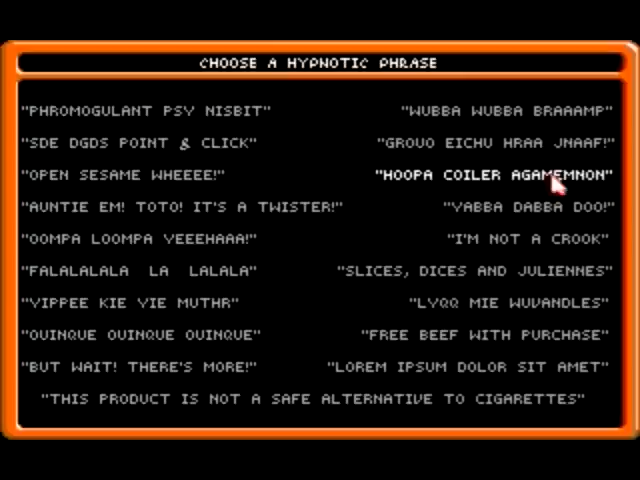 CHOOSE A HYPNOTIC PHRASE
"PHROMOGULANT PSY NISBIT" "WUBBA WUBBA BRAAAMP"
"SDE DGDS POINT & CLICK" "GROUO EICHU HRAA JNAAF!"
"OPEN SESAME WHEEEE!" "HOOPA COILER AGAMEMNON"
"AUNTIE EM! TOTO! IT'S A TWISTER!" "YABBA DABBA DOO!"
"OOMPA LOOMPA YEEEHAAA!" "I'M NOT A CROOK"
"FALALALALA LA LALALA" "SLICES, DICES AND JULIENNES"
"YIPPEE KIE YIE MUTHR" "LYQQ MIE WUVANDLES"
"QUINQUE QUINQUE QUINQUE" "FREE BEEF WITH PURCHASE"
"BUT WAIT! THERE'S MORE!" "LOREM IPSUM DOLOR SIT AMET"
"THIS PRODUCT IS NOT A SAFE ALTERNATIVE TO CIGARETTES"